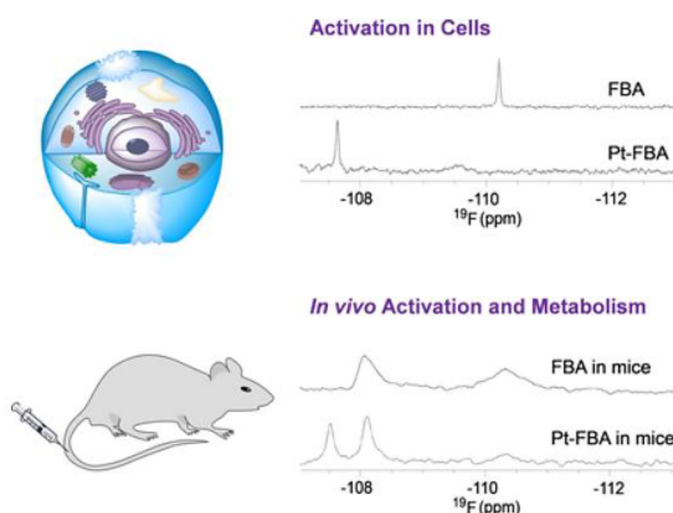 Activation in Cells
FBA
Pt-FBA
-108 -110 -112
19F (ppm)
In vivo Activation and Metabolism
FBA in mice
Pt-FBA in mice
-108 -110 -112
19F (ppm)